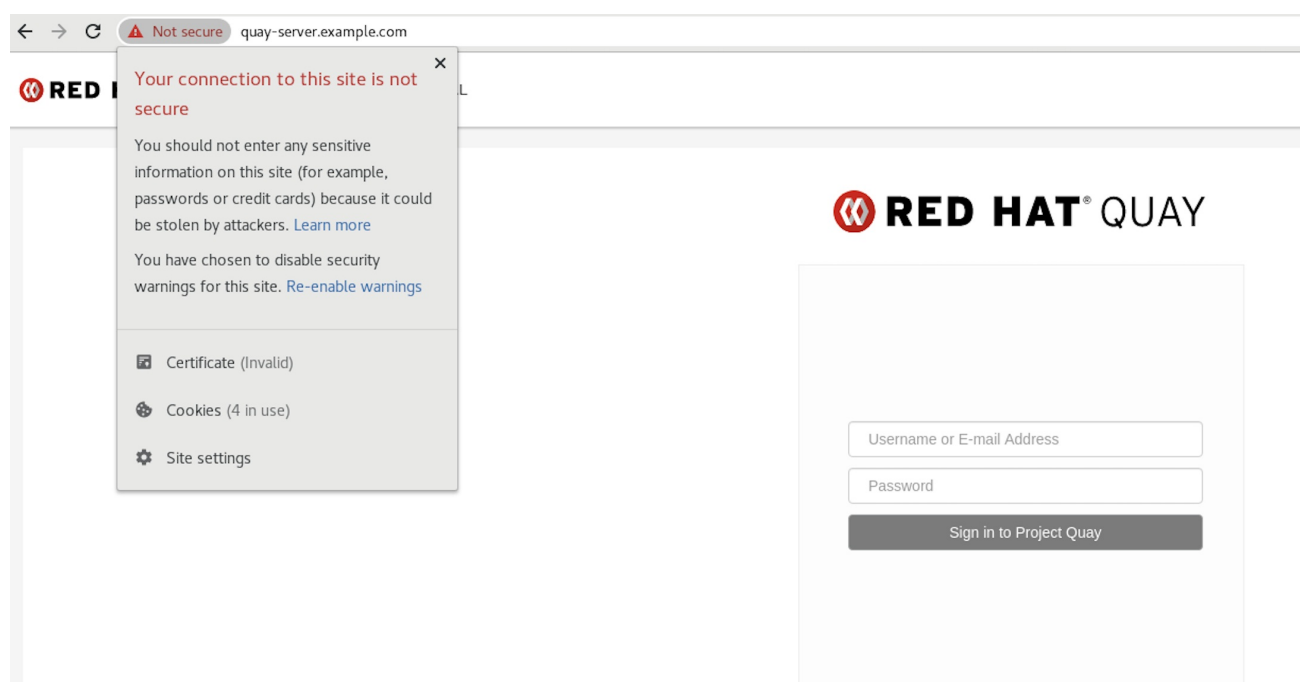 Not secure quay-server.example.com
RED
Your connection to this site is not
secure
You should not enter any sensitive
information on this site (for example,
passwords or credit cards) because it could
be stolen by attackers. Learn more
You have chosen to disable security
warnings for this site. Re-enable warnings
Certificate (Invalid)
Cookies (4 in use)
Site settings
RED HAT® QUAY
Username or E-mail Address
Password
Sign in to Project Quay